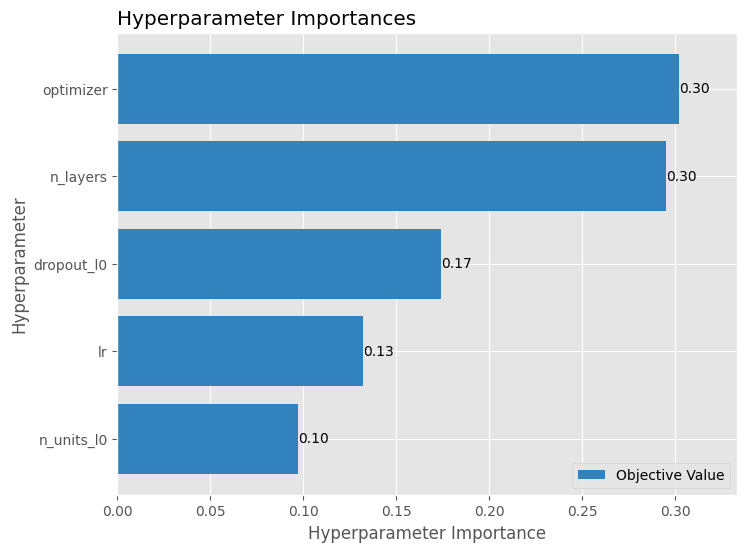 Hyperparameter Importances
optimizer
0.30
n_layers
0.30
dropout_l0
0.17
lr
0.13
n_units_l0
0.10
Hyperparameter
Objective Value
0.00 0.05 0.10 0.15 0.20 0.25 0.30
Hyperparameter Importance